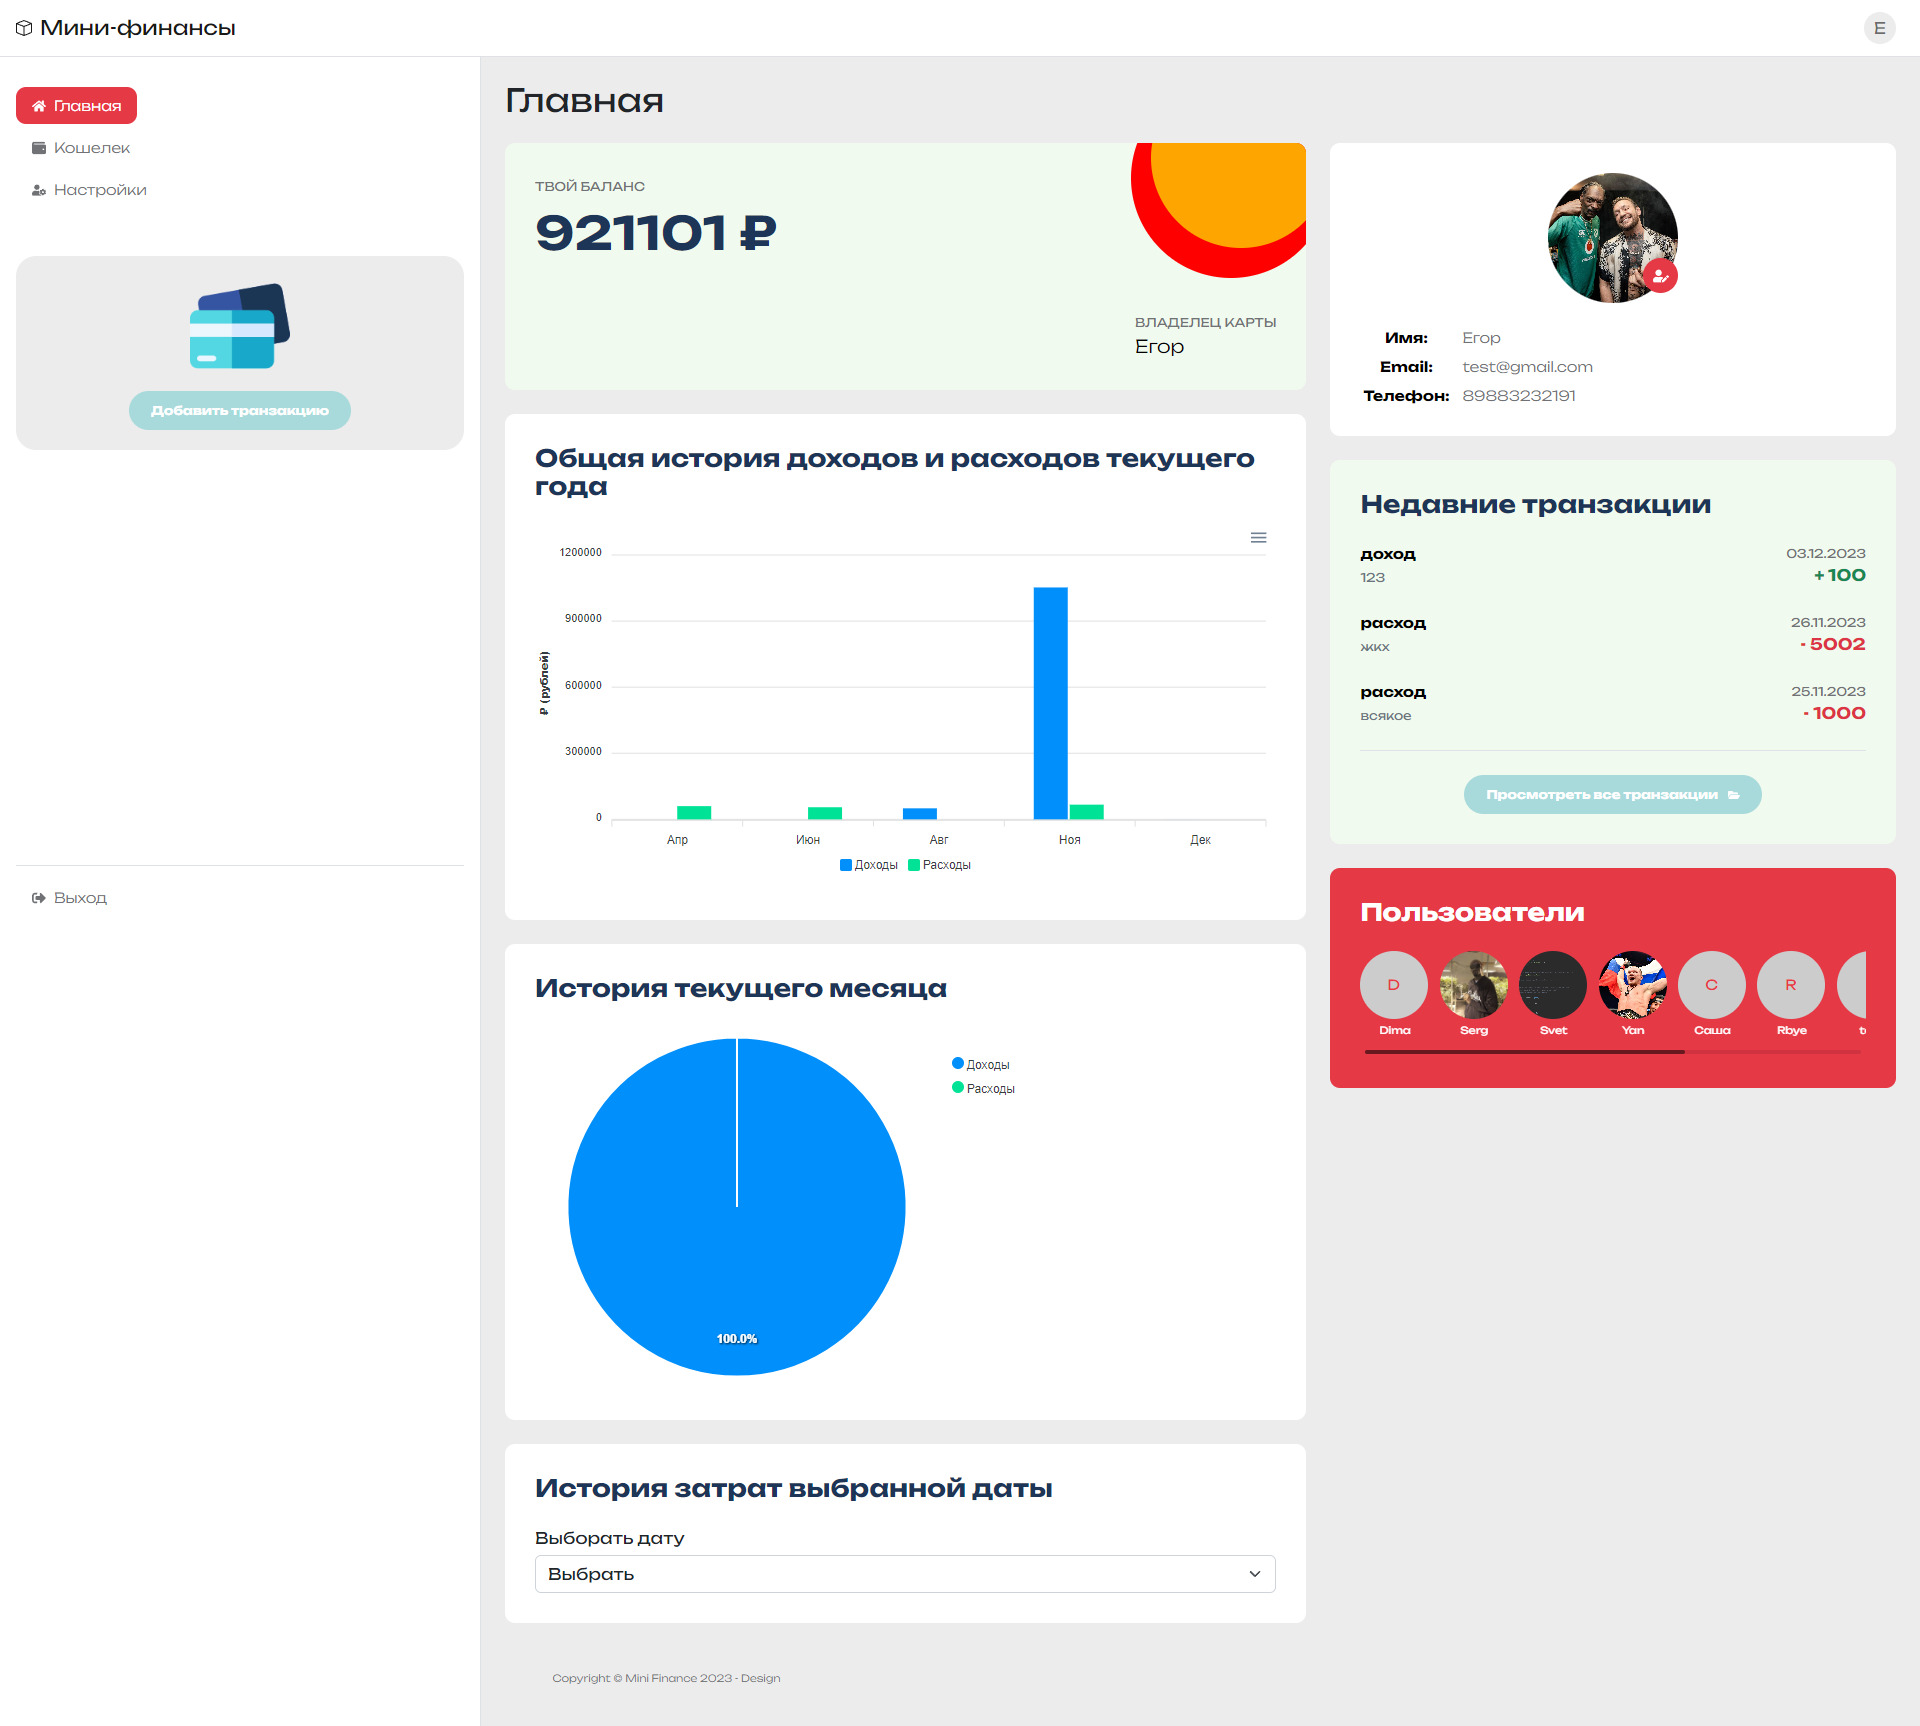 Мини-финансы
E
Главная
Кошелек
Настройки
Добавить транзакцию
Выход
Главная
ТВОЙ БАЛАНС
921101 ₽
ВЛАДЕЛЕЦ КАРТЫ
Егор
Общая история доходов и расходов текущего
года
1200000
900000
600000
300000
0
₽ (рублей)
Апр
Июн
Авг
Ноя
Дек
Доходы
Расходы
История текущего месяца
Доходы
Расходы
100.0%
История затрат выбранной даты
Выборать дату
Выбрать
Copyright © Mini Finance 2023 - Design
Имя: Егор
Email: test@gmail.com
Телефон: 89883232191
Недавние транзакции
доход 03.12.2023
123 + 100
расход 26.11.2023
жкх - 5002
расход 25.11.2023
всякое - 1000
Просмотреть все транзакции
Пользователи
D C R
Dima Serg Svet Yan Саша Rbye